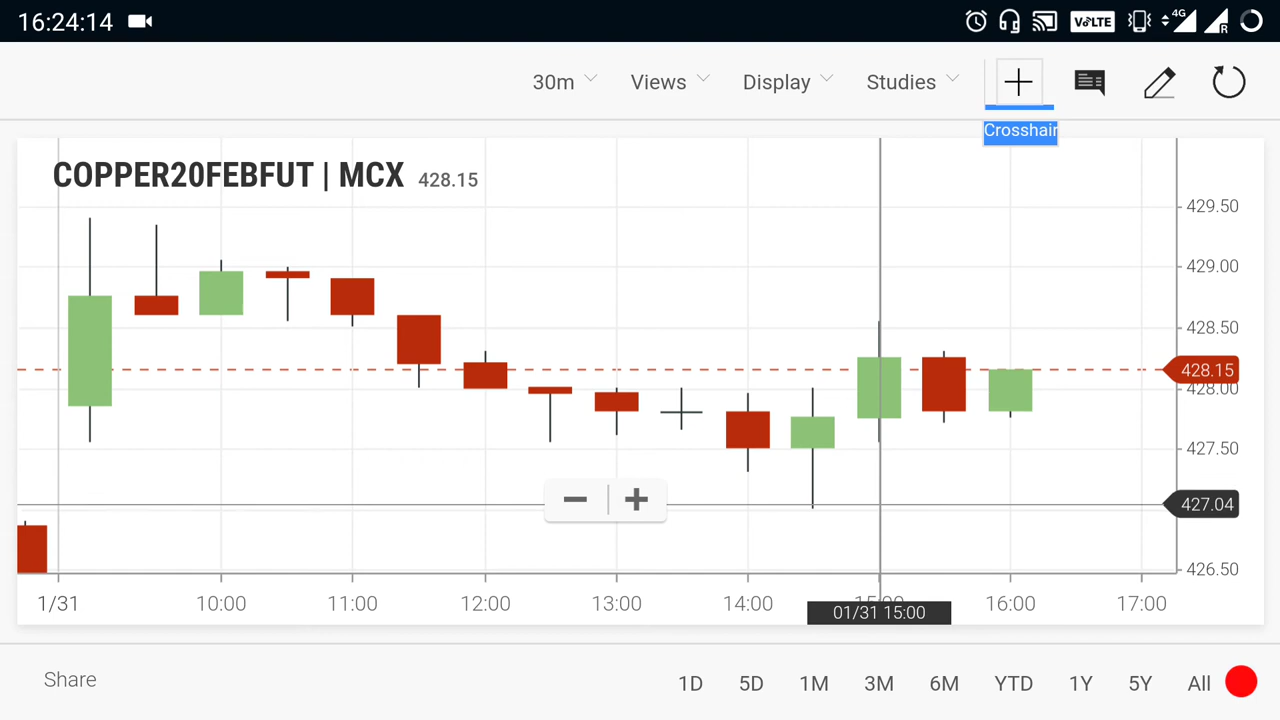 16:24:14 VoLTE 4G R
30m Views Display Studies
Crosshair
COPPER20FEBFUT | MCX 428.15
429.50
429.00
428.50
428.15
428.00
427.50
427.04
426.50
1/31 10:00 11:00 12:00 13:00 14:00 15:00 16:00 17:00
01/31 15:00
Share 1D 5D 1M 3M 6M YTD 1Y 5Y All